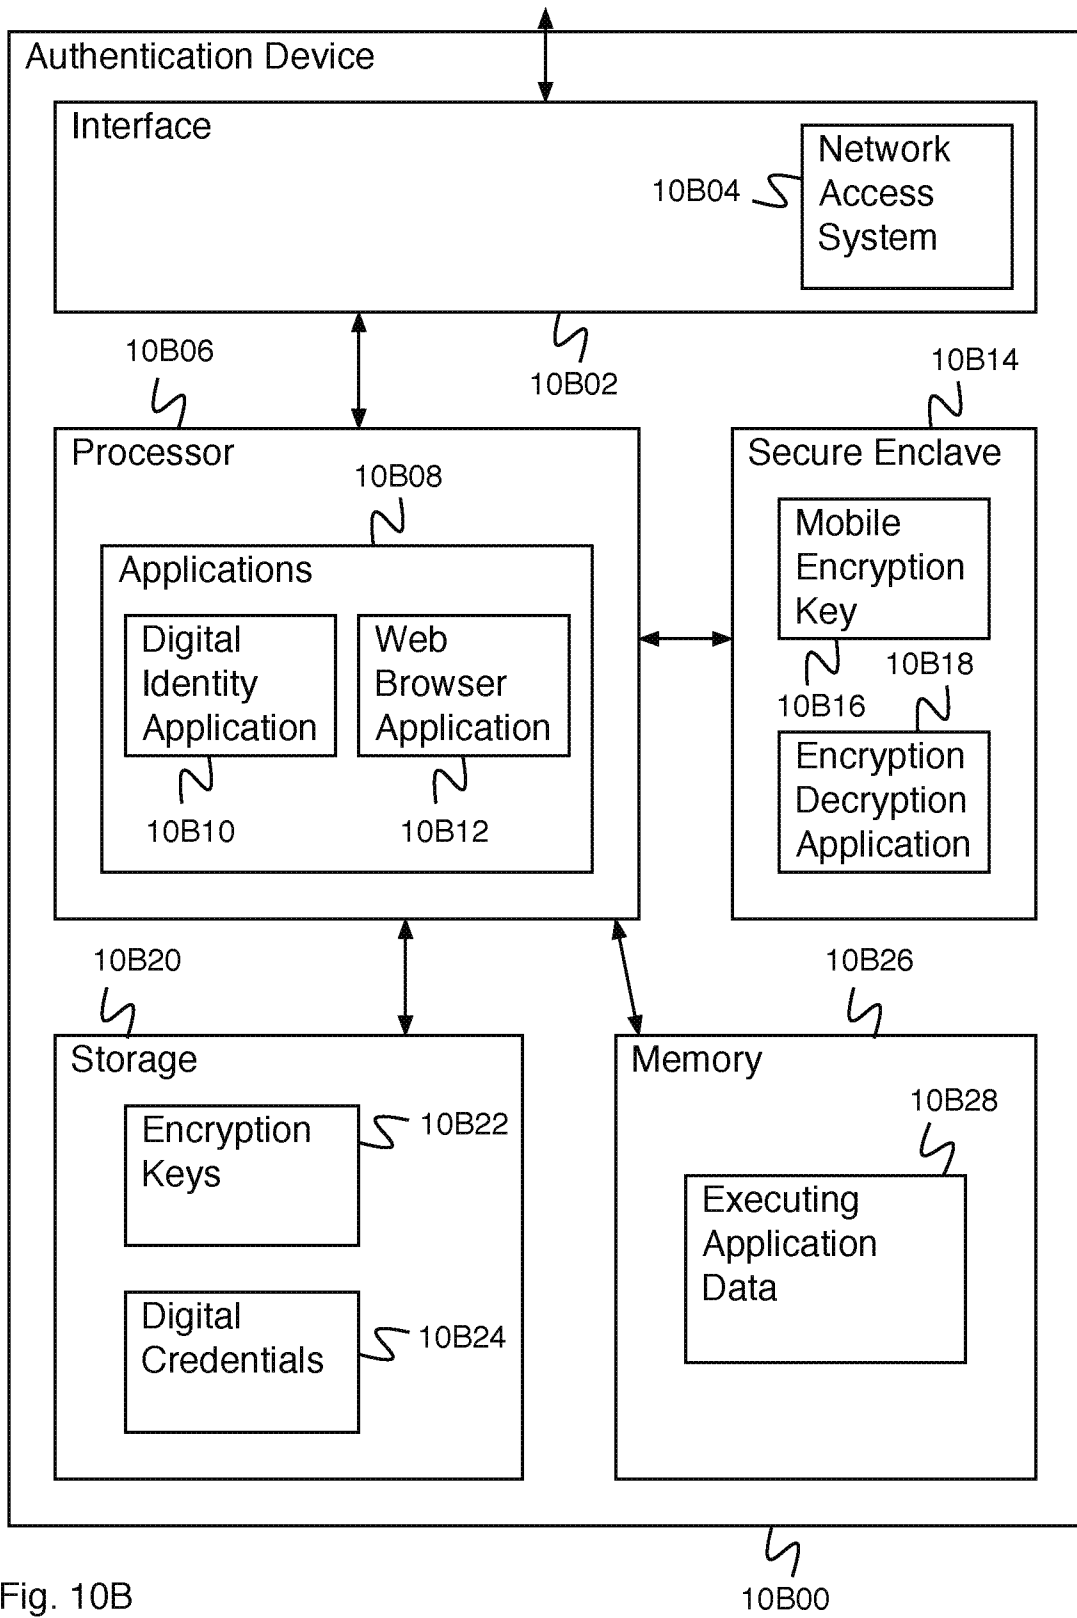 Authentication Device
Interface
Network
Access
System
10B04
10B02
10B06
10B14
Processor
10B08
Applications
Digital
Identity
Application
Web
Browser
Application
10B10
10B12
Secure Enclave
Mobile
Encryption
Key
10B16
10B18
Encryption
Decryption
Application
10B20
10B26
Storage
Encryption
Keys
10B22
Digital
Credentials
10B24
Memory
10B28
Executing
Application
Data
Fig. 10B
10B00